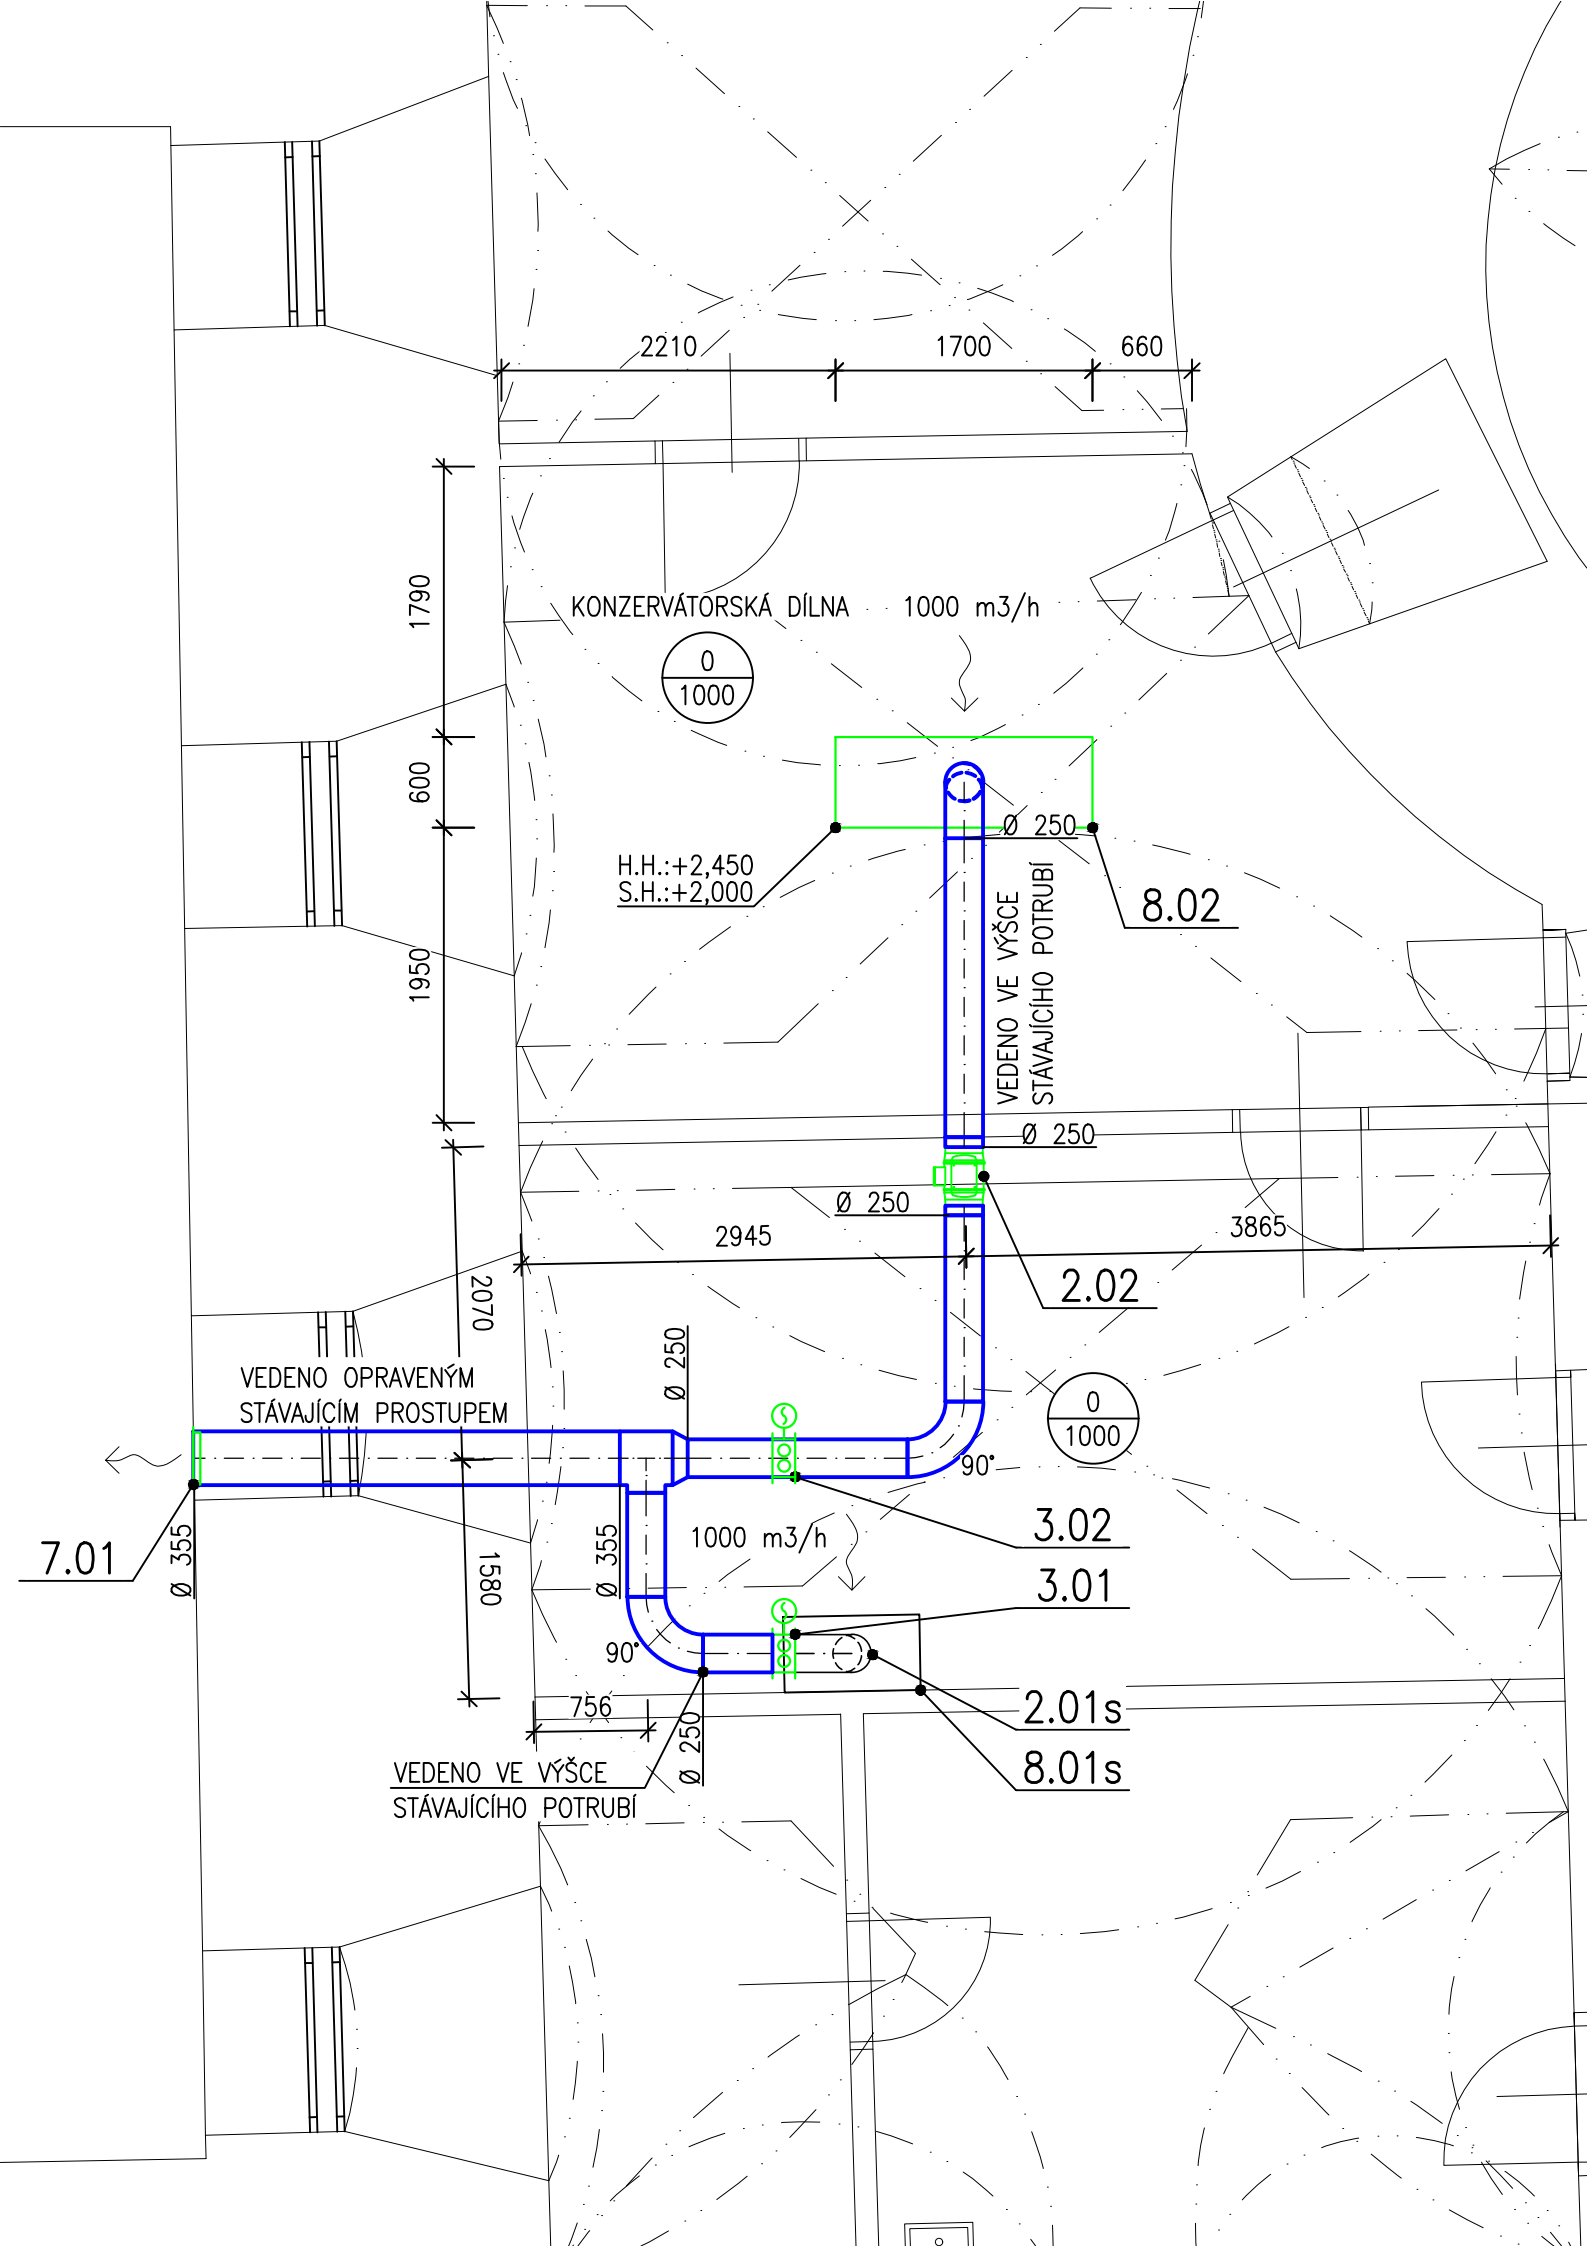 2210
1700
660
1790
KONZERVÁTORSKÁ DÍLNA
1000 m3/h
0
1000
600
Ø 250
H.H.:+2,450
S.H.:+2,000
8.02
VEDENO VE VÝŠCE
STÁVAJÍCÍHO POTRUBÍ
1950
Ø 250
Ø 250
2945
3865
2.02
2070
Ø 250
VEDENO OPRAVENÝM
STÁVAJÍCÍM PROSTUPEM
0
1000
90°
3.02
1000 m3/h
7.01
Ø 355
1580
Ø 355
3.01
90°
2.01s
756
Ø 250
8.01s
VEDENO VE VÝŠCE
STÁVAJÍCÍHO POTRUBÍ